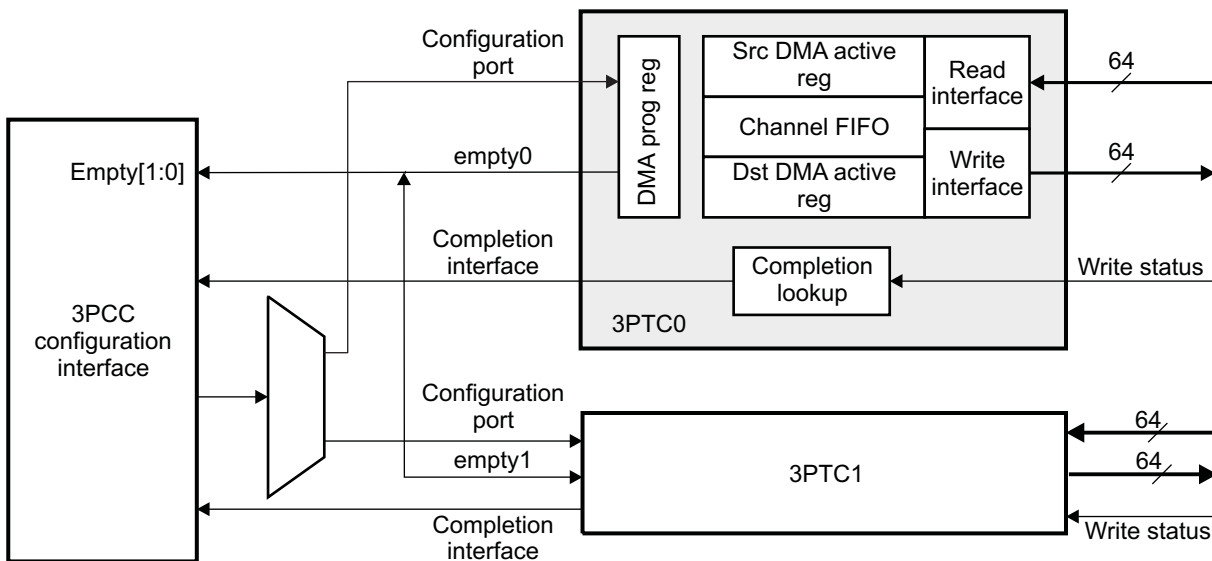 Configuration
port
DMA prog reg
Src DMA active
reg
Channel FIFO
Dst DMA active
reg
Read
interface
Write
interface
64
64
Empty[1:0]
empty0
Completion
interface
Completion
lookup
Write status
3PTC0
3PCC
configuration
interface
Configuration
port
empty1
Completion
interface
3PTC1
64
64
Write status